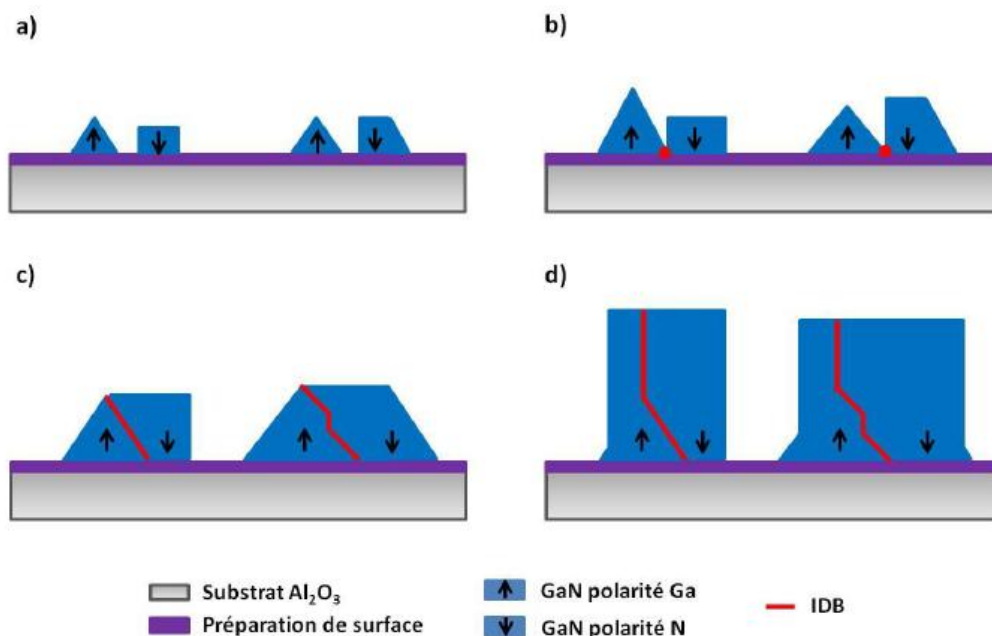 a)
b)
c)
d)
Substrat Al₂O₃
Préparation de surface
GaN polarité Ga
GaN polarité N
IDB